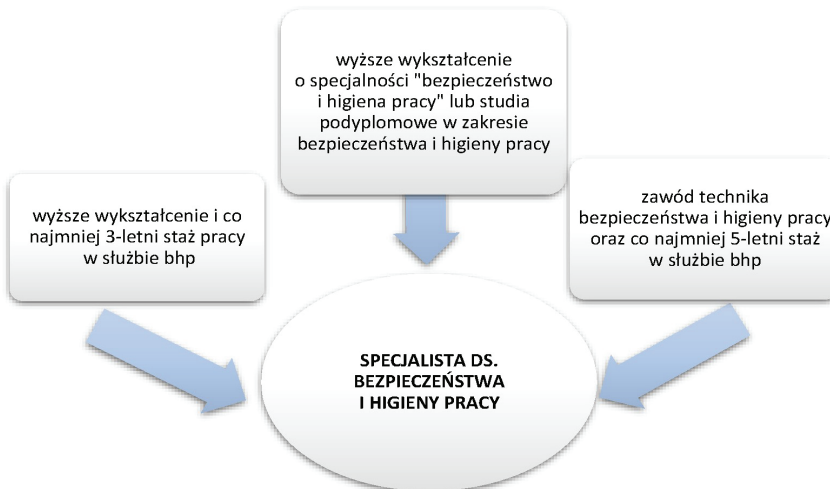 wyższe wykształcenie
o specjalności "bezpieczeństwo
i higiena pracy" lub studia
podyplomowe w zakresie
bezpieczeństwa i higieny pracy
wyższe wykształcenie i co
najmniej 3-letni staż pracy
w służbie bhp
zawód technika
bezpieczeństwa i higieny pracy
oraz co najmniej 5-letni staż
w służbie bhp
SPECJALISTA DS.
BEZPIECZEŃSTWA
I HIGIENY PRACY